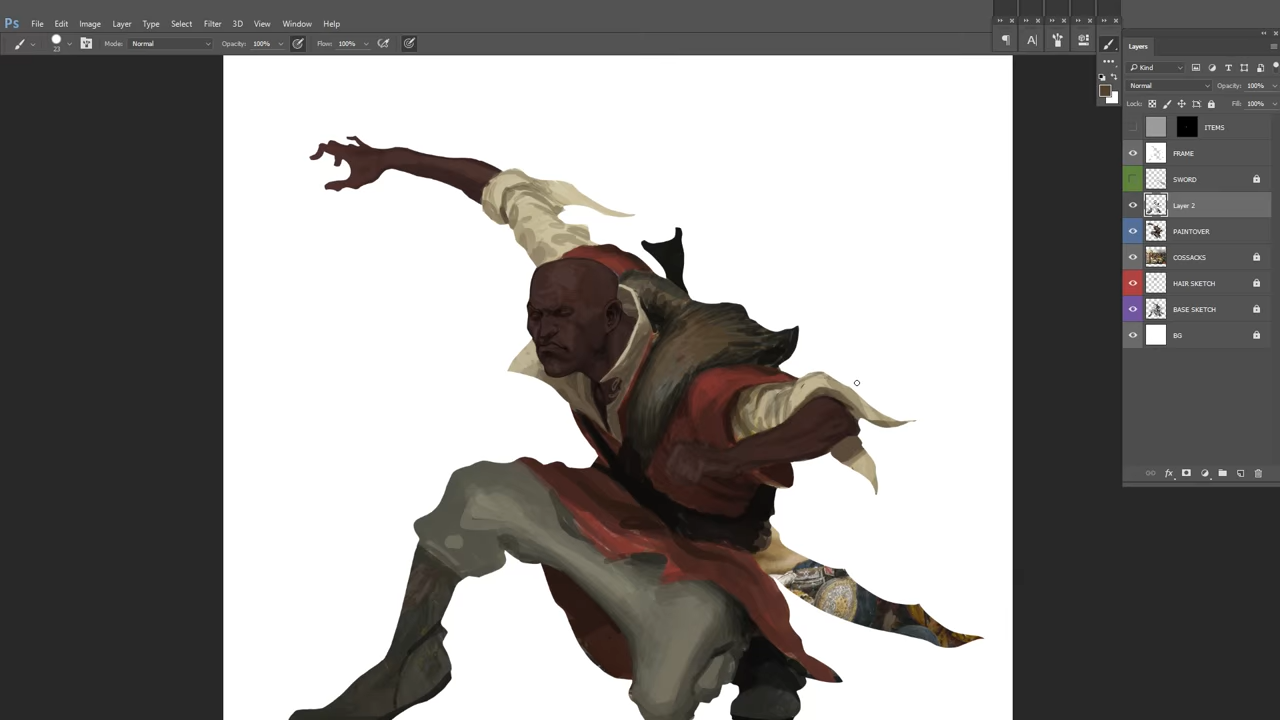 Ps File Edit Image Layer Type Select Filter 3D View Window Help
23 Mode: Normal Opacity: 100% Flow: 100%
Layers
Kind
Normal Opacity: 100%
Lock: Fill: 100%
ITEMS
FRAME
SWORD
Layer 2
PAINTOVER
COSSACKS
HAIR SKETCH
BASE SKETCH
BG
fx